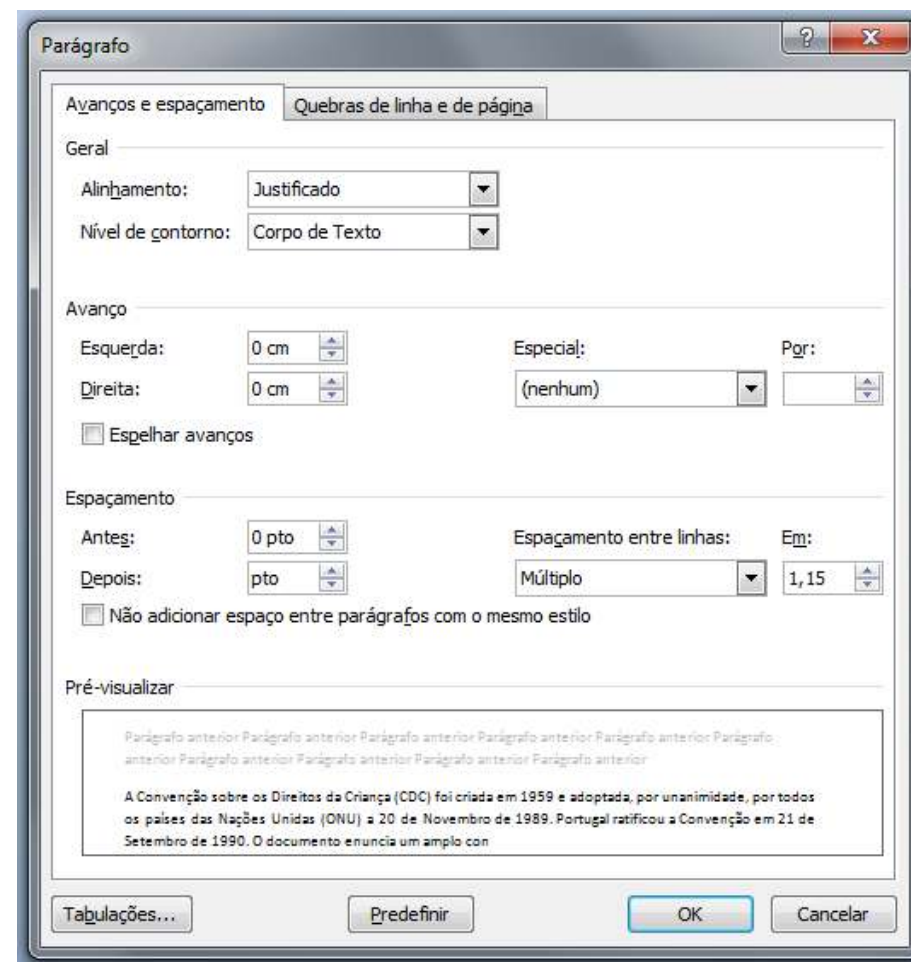 Parágrafo
Avanços e espaçamento Quebras de linha e de página
Geral
Alinhamento: Justificado
Nível de contorno: Corpo de Texto
Avanço
Esquerda: 0 cm Especial: Por:
Direita: 0 cm (nenhum)
Espelhar avanços
Espaçamento
Antes: 0 pto Espaçamento entre linhas: Em:
Depois: pto Múltiplo 1,15
Não adicionar espaço entre parágrafos com o mesmo estilo
Pré-visualizar
Parágrafo anterior Parágrafo anterior Parágrafo anterior Parágrafo anterior Parágrafo anterior Parágrafo
anterior Parágrafo anterior Parágrafo anterior Parágrafo anterior Parágrafo anterior
A Convenção sobre os Direitos da Criança (CDC) foi criada em 1959 e adoptada, por unanimidade, por todos
os países das Nações Unidas (ONU) a 20 de Novembro de 1989. Portugal ratificou a Convenção em 21 de
Setembro de 1990. O documento enuncia um amplo con
Tabulações... Predefinir OK Cancelar